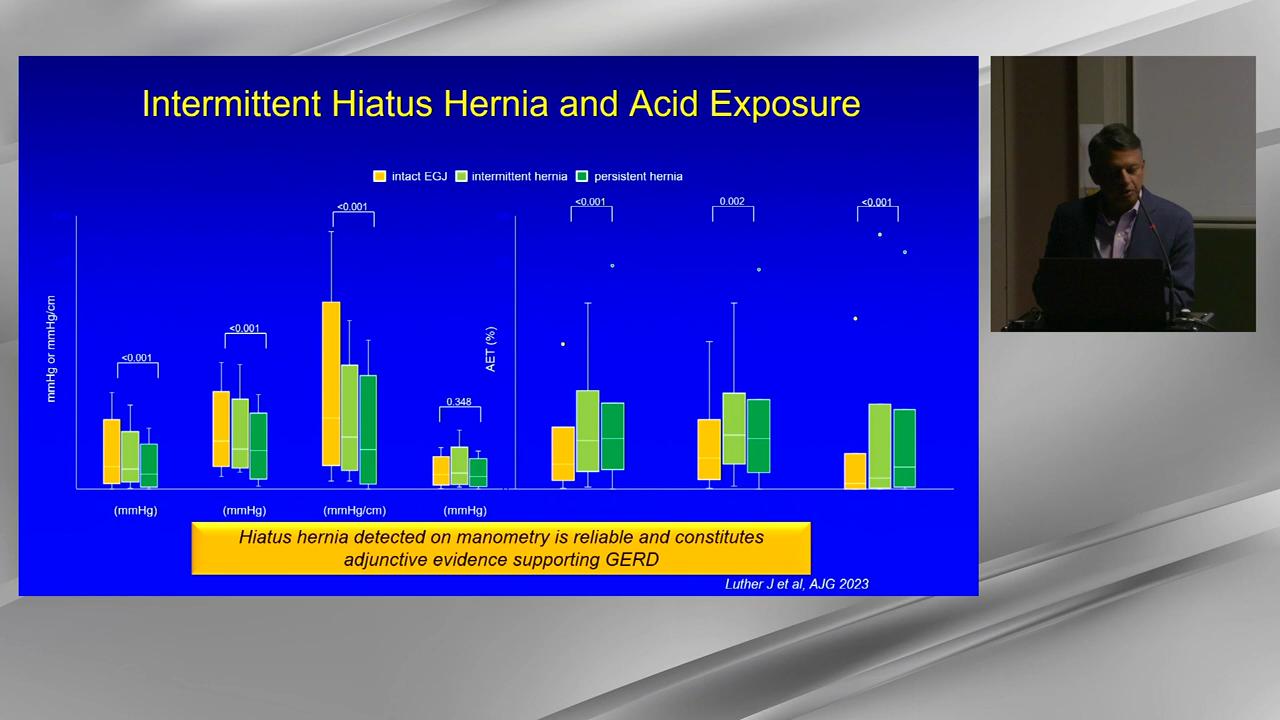 Intermittent Hiatus Hernia and Acid Exposure
intact EGJ intermittent hernia persistent hernia
mmHg or mmHg/cm
<0.001
<0.001
<0.001
0.348
AET (%)
<0.001
0.002
<0.001
(mmHg) (mmHg) (mmHg/cm) (mmHg)
Hiatus hernia detected on manometry is reliable and constitutes
adjunctive evidence supporting GERD
Luther J et al, AJG 2023